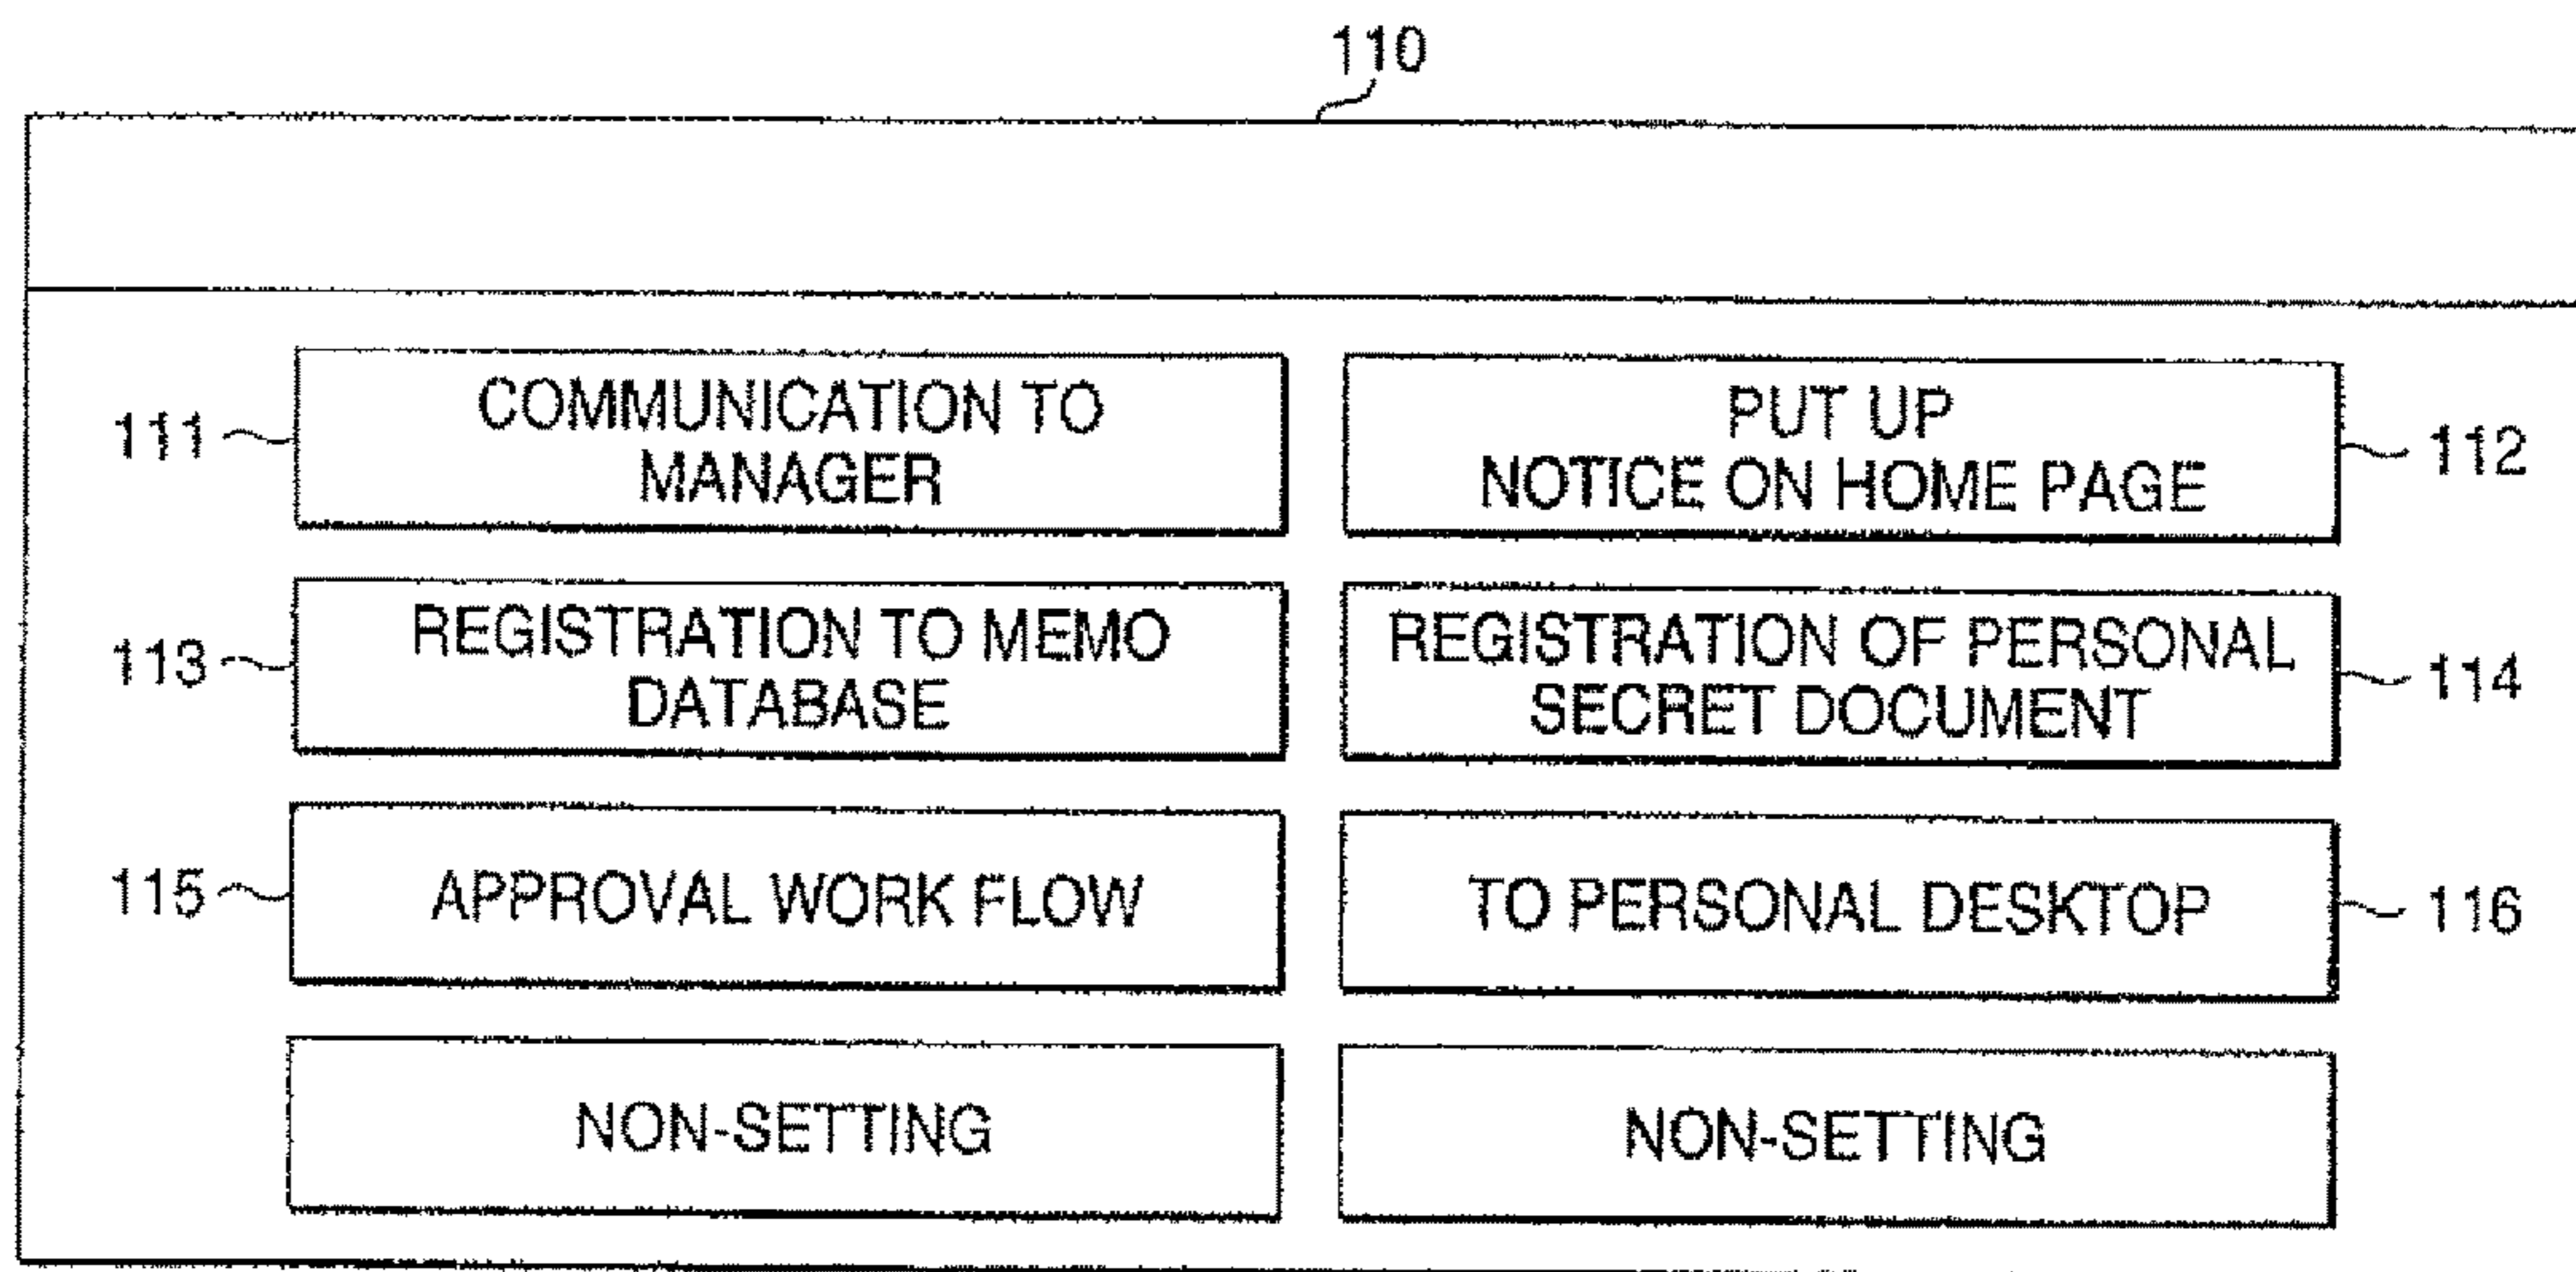 110
111
COMMUNICATION TO
MANAGER
PUT UP
NOTICE ON HOME PAGE
112
113
REGISTRATION TO MEMO
DATABASE
REGISTRATION OF PERSONAL
SECRET DOCUMENT
114
115
APPROVAL WORK FLOW
TO PERSONAL DESKTOP
116
NON-SETTING
NON-SETTING